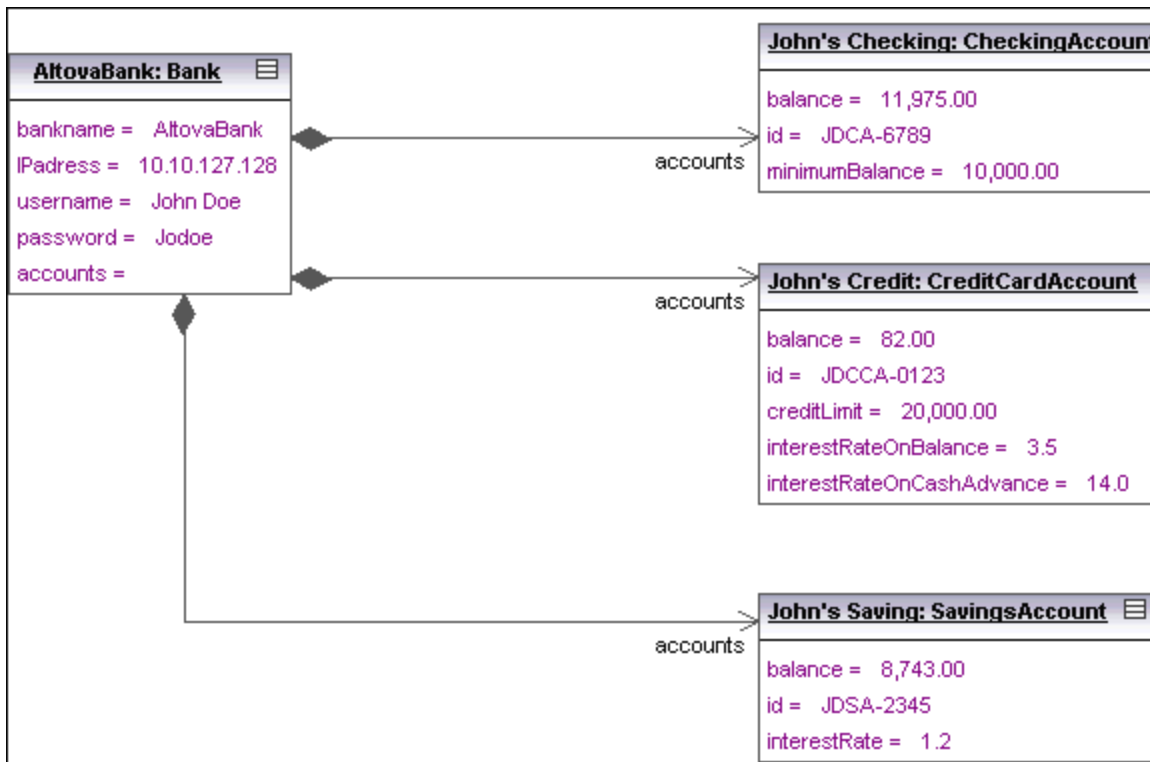 AltovaBank: Bank
bankname = AltovaBank
IPadress = 10.10.127.128
username = John Doe
password = Jodoe
accounts =
accounts
John's Checking: CheckingAccount
balance = 11,975.00
id = JDCA-6789
minimumBalance = 10,000.00
accounts
John's Credit: CreditCardAccount
balance = 82.00
id = JDCCA-0123
creditLimit = 20,000.00
interestRateOnBalance = 3.5
interestRateOnCashAdvance = 14.0
accounts
John's Saving: SavingsAccount
balance = 8,743.00
id = JDSA-2345
interestRate = 1.2